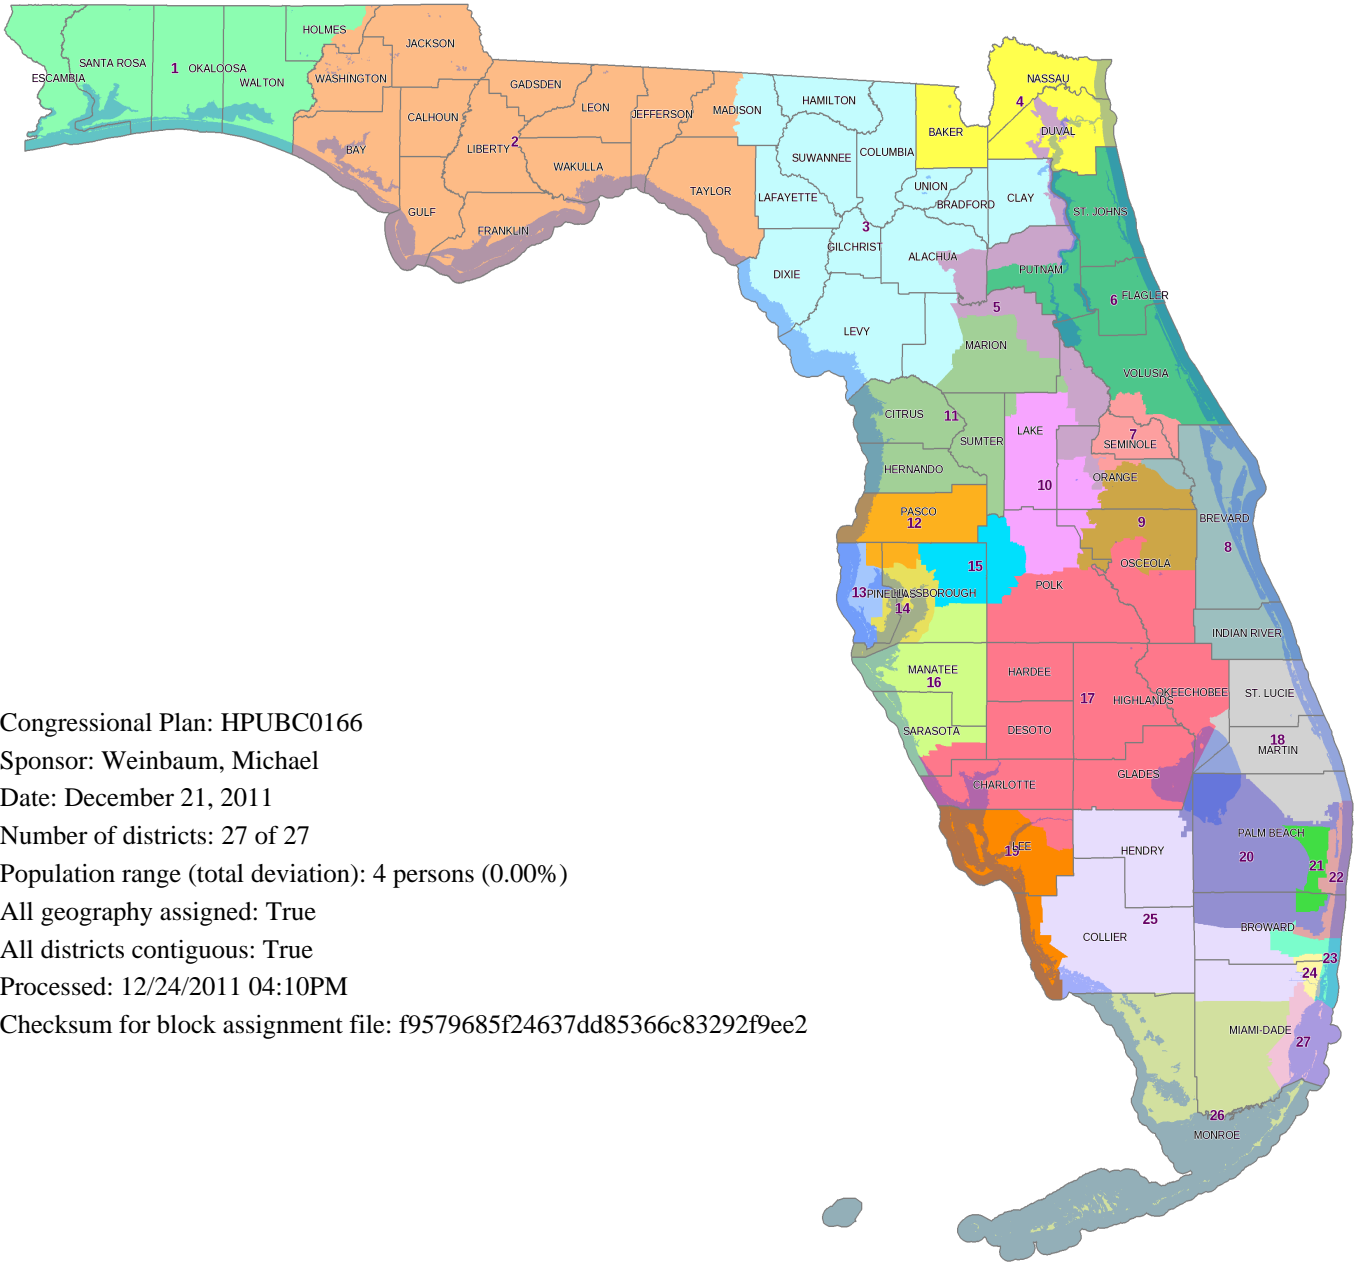 HOLMES
JACKSON
SANTA ROSA
1
OKALOOSA
ESCAMBIA
WALTON
WASHINGTON
GADSDEN
LEON
JEFFERSON
MADISON
HAMILTON
NASSAU
4
CALHOUN
LIBERTY
2
BAY
WAKULLA
BAKER
DUVAL
SUWANNEE
COLUMBIA
TAYLOR
LAFAYETTE
UNION
BRADFORD
CLAY
GULF
FRANKLIN
ST. JOHNS
3
GILCHRIST
ALACHUA
DIXIE
PUTNAM
5
6
FLAGLER
LEVY
MARION
VOLUSIA
CITRUS
11
SUMTER
LAKE
7
SEMINOLE
HERNANDO
10
ORANGE
PASCO
12
9
BREVARD
8
OSCEOLA
15
POLK
13
PINELLAS
HILLSBOROUGH
14
INDIAN RIVER
MANATEE
16
HARDEE
17
HIGHLANDS
OKEECHOBEE
ST. LUCIE
SARASOTA
DESOTO
18
MARTIN
CHARLOTTE
GLADES
19
LEE
HENDRY
PALM BEACH
20
21
22
25
COLLIER
BROWARD
23
24
MIAMI-DADE
27
26
MONROE
Congressional Plan: HPUBC0166
Sponsor: Weinbaum, Michael
Date: December 21, 2011
Number of districts: 27 of 27
Population range (total deviation): 4 persons (0.00%)
All geography assigned: True
All districts contiguous: True
Processed: 12/24/2011 04:10PM
Checksum for block assignment file: f9579685f24637dd85366c83292f9ee2